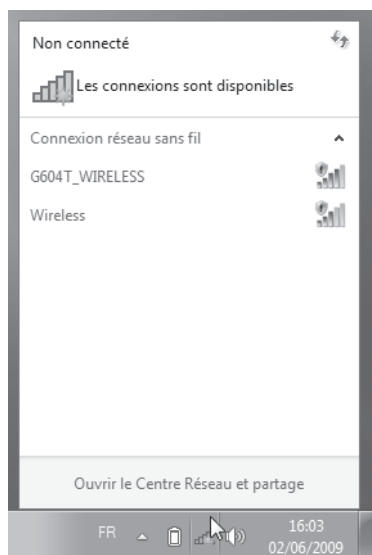 Non connecté
Les connexions sont disponibles
Connexion réseau sans fil
G604T_WIRELESS
Wireless
Ouvrir le Centre Réseau et partage
FR
16:03
02/06/2009